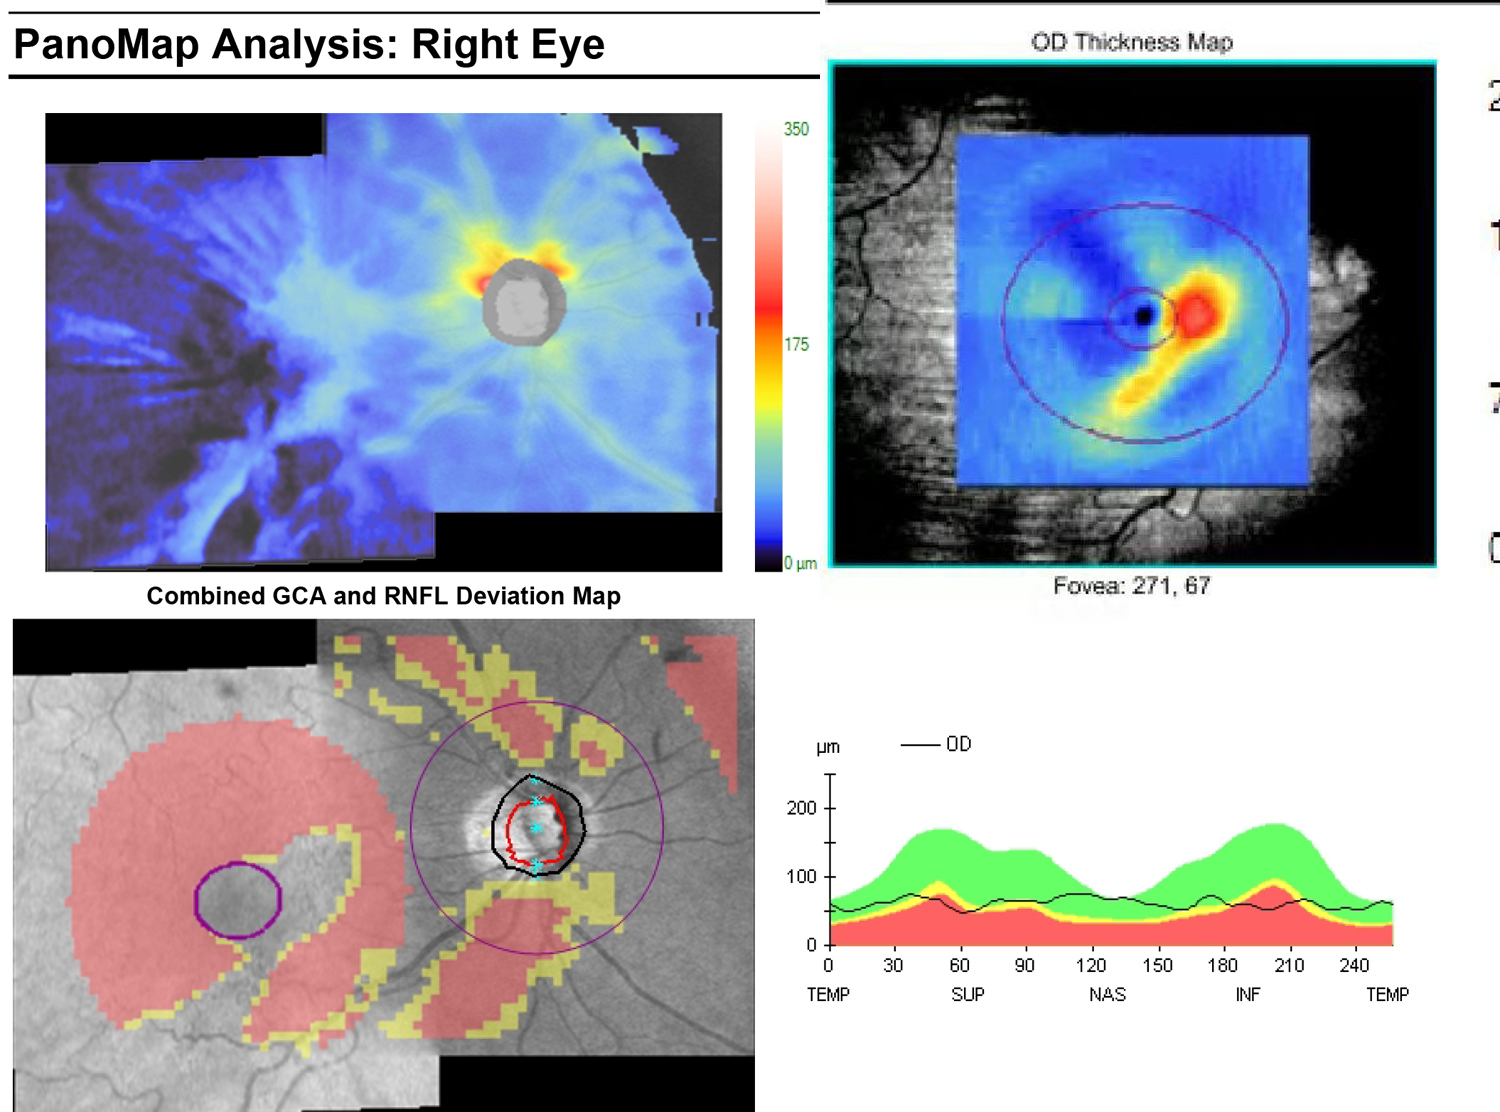 PanoMap Analysis: Right Eye
OD Thickness Map
350
175
0 µm
Fovea: 271, 67
Combined GCA and RNFL Deviation Map
µm
OD
200
100
0
0 30 60 90 120 150 180 210 240
TEMP SUP NAS INF TEMP